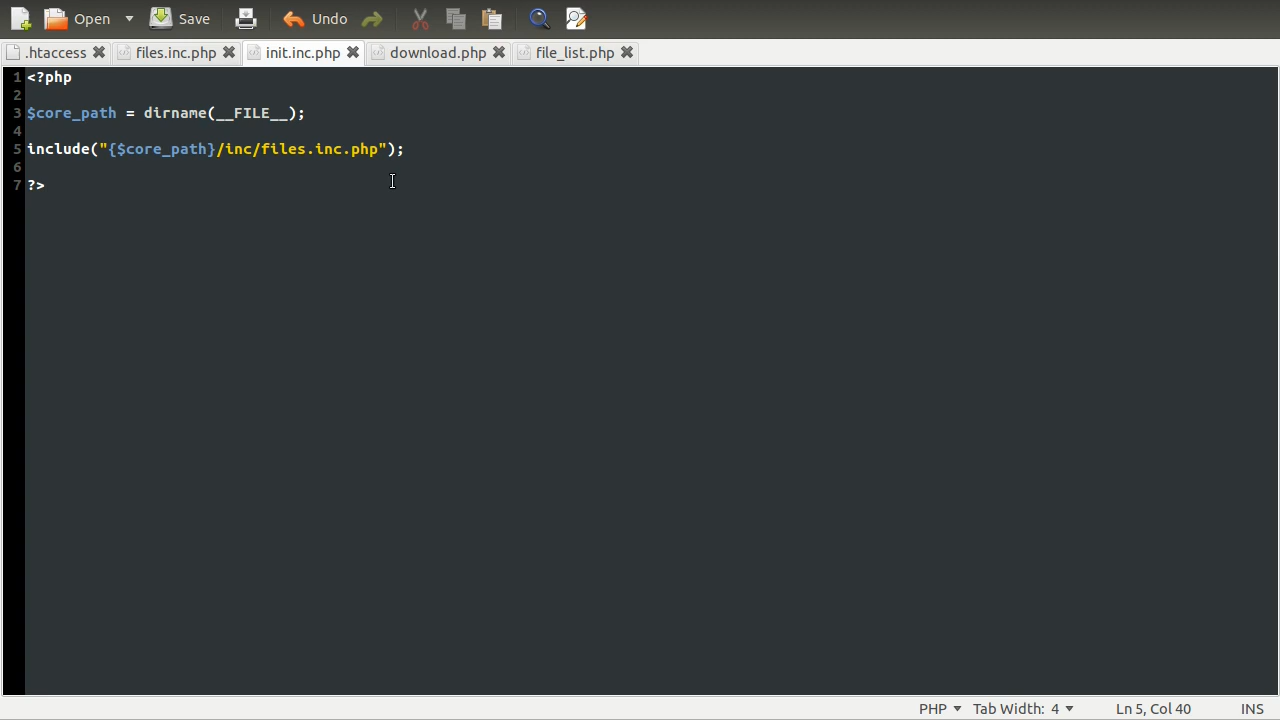 Open Save Undo
.htaccess files.inc.php init.inc.php download.php file_list.php
1 <?php
2
3 $core_path = dirname(__FILE__);
4
5 include("{$core_path}/inc/files.inc.php");
6
7 ?>
PHP Tab Width: 4 Ln 5, Col 40 INS